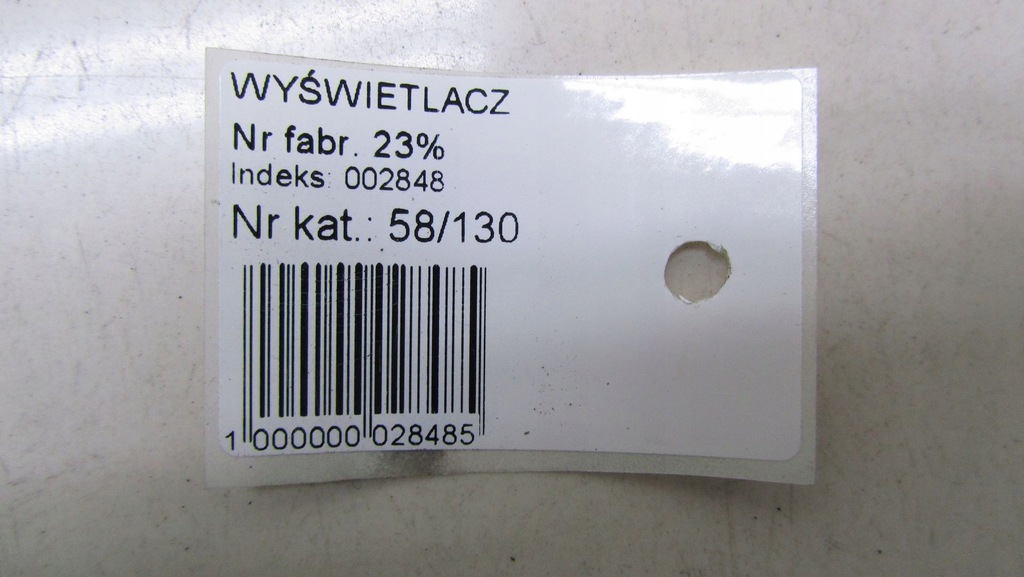 WYŚWIETLACZ
Nr fabr. 23%
Indeks: 002848
Nr kat.: 58/130
1 000000 028485